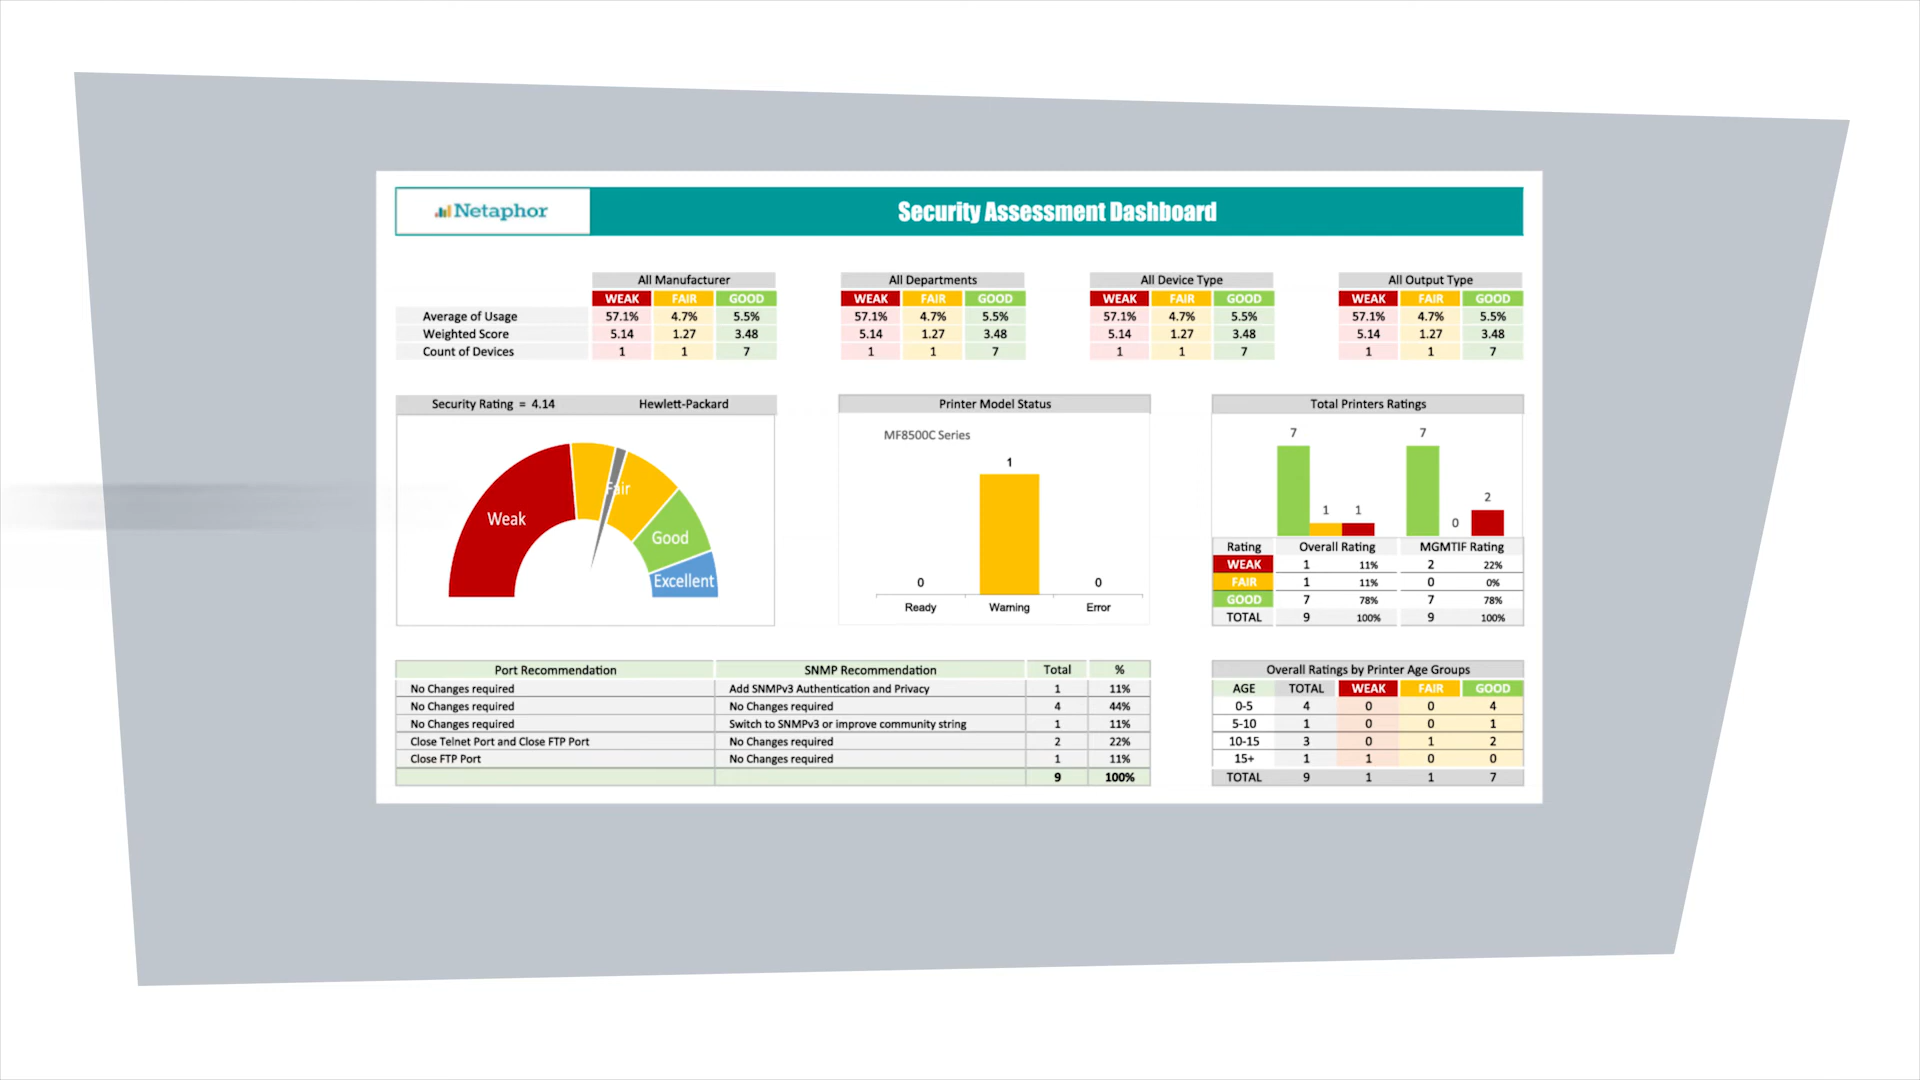 Netaphor
Security Assessment Dashboard
All Manufacturer All Departments All Device Type All Output Type
WEAK FAIR GOOD WEAK FAIR GOOD WEAK FAIR GOOD WEAK FAIR GOOD
Average of Usage 57.1% 4.7% 5.5% 57.1% 4.7% 5.5% 57.1% 4.7% 5.5% 57.1% 4.7% 5.5%
Weighted Score 5.14 1.27 3.48 5.14 1.27 3.48 5.14 1.27 3.48 5.14 1.27 3.48
Count of Devices 1 1 7 1 1 7 1 1 7 1 1 7
Security Rating = 4.14 Hewlett-Packard
Weak
Fair
Good
Excellent
Printer Model Status
MF8500C Series
1
0 0
Ready Warning Error
Total Printers Ratings
7 7
1 1 0 2
Rating Overall Rating MGMTIF Rating
WEAK 1 11% 2 22%
FAIR 1 11% 0 0%
GOOD 7 78% 7 78%
TOTAL 9 100% 9 100%
Port Recommendation SNMP Recommendation Total %
No Changes required Add SNMPv3 Authentication and Privacy 1 11%
No Changes required No Changes required 4 44%
No Changes required Switch to SNMPv3 or improve community string 1 11%
Close Telnet Port and Close FTP Port No Changes required 2 22%
Close FTP Port No Changes required 1 11%
9 100%
Overall Ratings by Printer Age Groups
AGE TOTAL WEAK FAIR GOOD
0-5 4 0 0 4
5-10 1 0 0 1
10-15 3 0 1 2
15+ 1 1 0 0
TOTAL 9 1 1 7